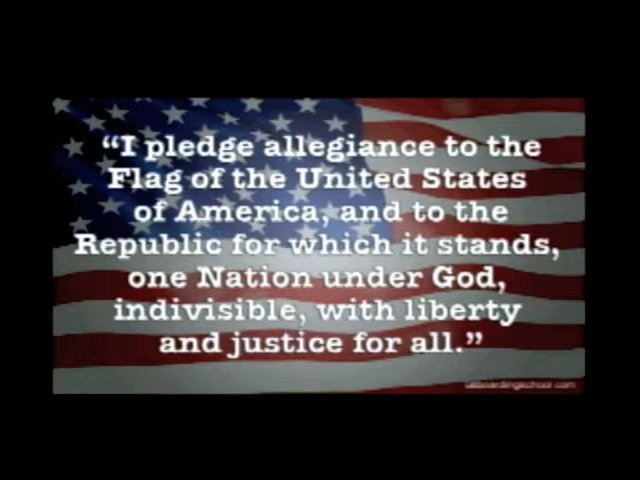 “I pledge allegiance to the
Flag of the United States
of America, and to the
Republic for which it stands,
one Nation under God,
indivisible, with liberty
and justice for all.”